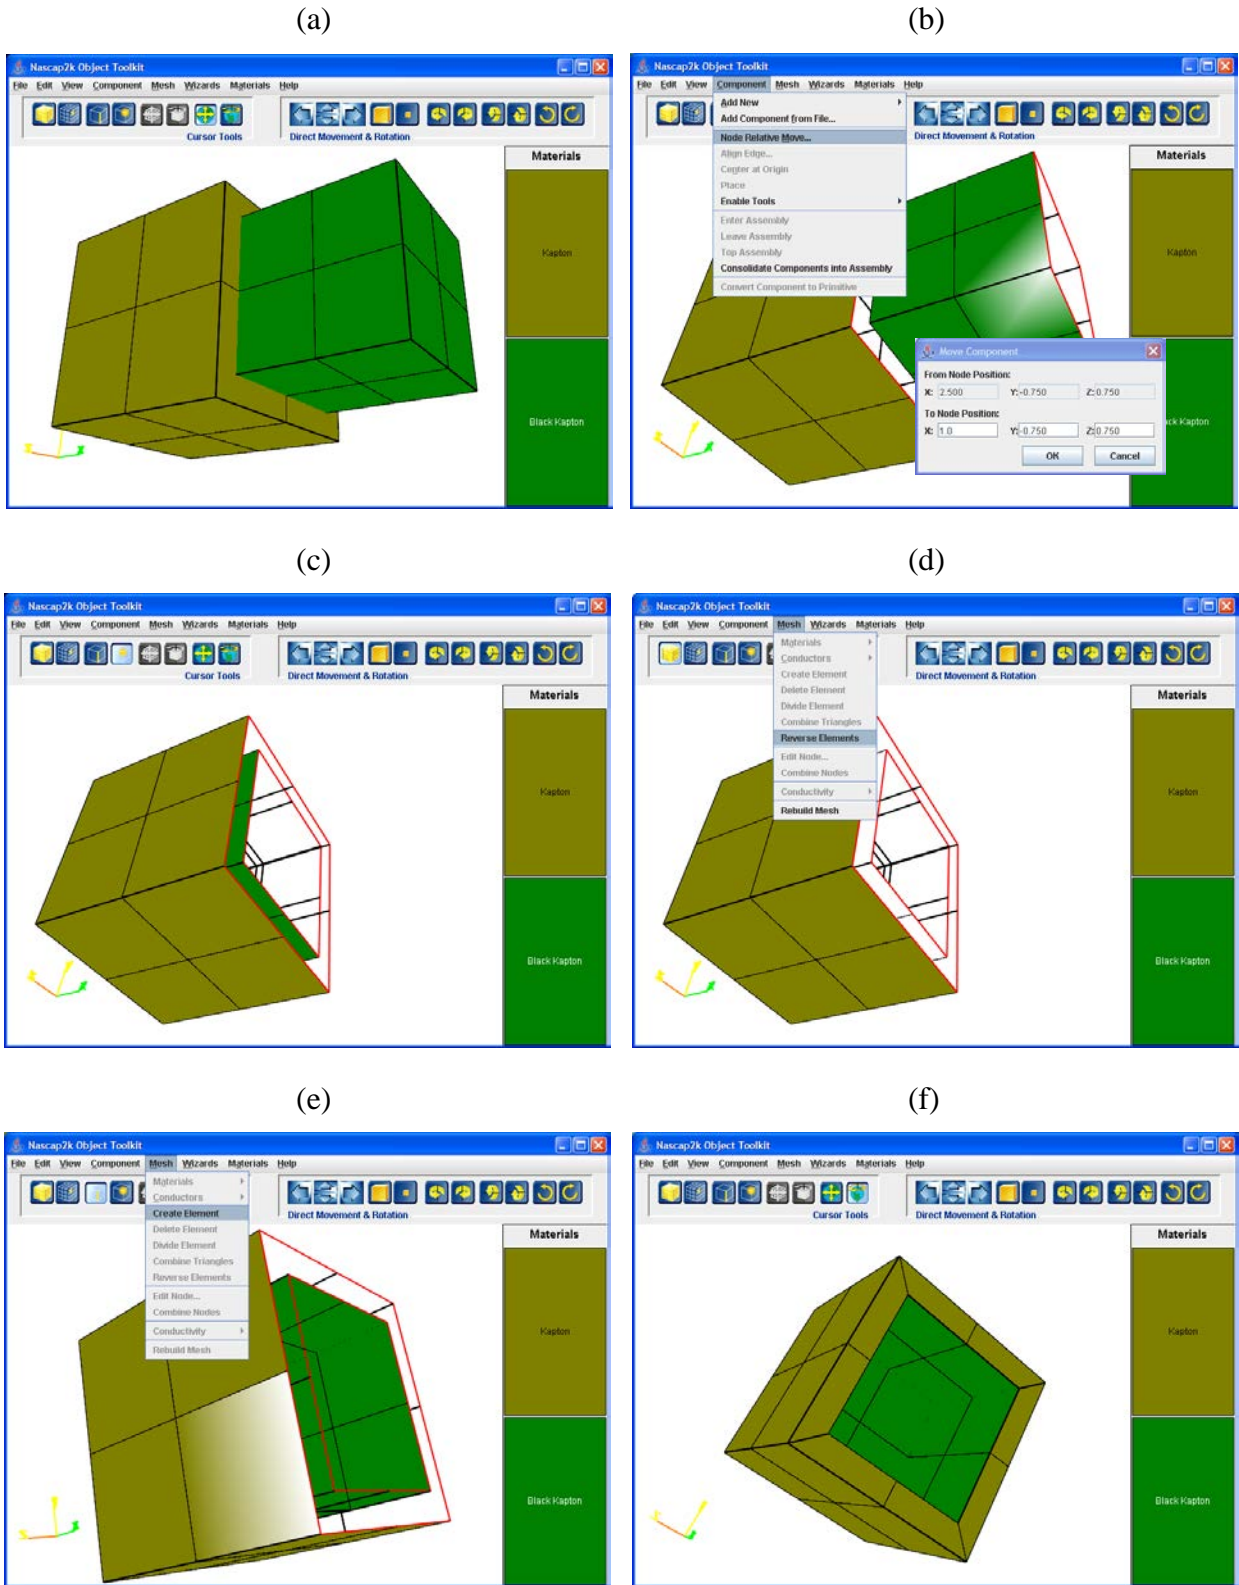 (a)
(b)
Nascap2k Object Toolkit
File Edit View Component Mesh Wizards Materials Help
Cursor Tools
Direct Movement & Rotation
Materials
Kapton
Black Kapton
Nascap2k Object Toolkit
File Edit View Component Mesh Wizards Materials Help
Direct Movement & Rotation
Add New
Add Component from File...
Node Relative Move...
Align Edge...
Center at Origin
Place
Enable Tools
Enter Assembly
Leave Assembly
Top Assembly
Consolidate Components into Assembly
Convert Component to Primitive
Materials
Kapton
Move Component
From Node Position:
X: 2.500 Y: -0.750 Z: 0.750
To Node Position:
X: 1.0 Y: -0.750 Z: 0.750
OK Cancel
ck Kapton
(c)
(d)
Nascap2k Object Toolkit
File Edit View Component Mesh Wizards Materials Help
Cursor Tools
Direct Movement & Rotation
Materials
Kapton
Black Kapton
Nascap2k Object Toolkit
File Edit View Component Mesh Wizards Materials Help
Direct Movement & Rotation
Materials
Conductors
Create Element
Delete Element
Divide Element
Combine Triangles
Reverse Elements
Edit Node...
Combine Nodes
Conductivity
Rebuild Mesh
Materials
Kapton
Black Kapton
(e)
(f)
Nascap2k Object Toolkit
File Edit View Component Mesh Wizards Materials Help
Direct Movement & Rotation
Materials
Conductors
Create Element
Delete Element
Divide Element
Combine Triangles
Reverse Elements
Edit Node...
Combine Nodes
Conductivity
Rebuild Mesh
Materials
Kapton
Black Kapton
Nascap2k Object Toolkit
File Edit View Component Mesh Wizards Materials Help
Cursor Tools
Direct Movement & Rotation
Materials
Kapton
Black Kapton